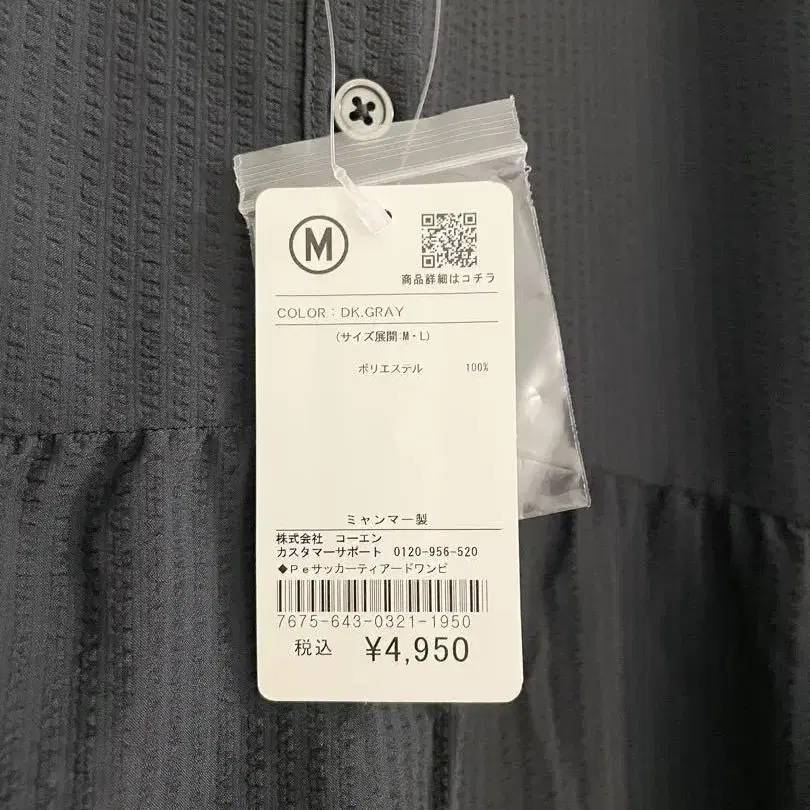 M
商品詳細はコチラ
COLOR：DK.GRAY
(サイズ展開:M・L)
ポリエステル 100%
ミャンマー製
株式会社 コーエン
カスタマーサポート 0120-956-520
◆Ｐｅサッカーティアードワンピ
7675-643-0321-1950
税込 ¥4,950